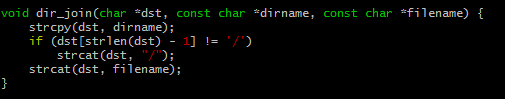 void dir_join(char *dst, const char *dirname, const char *filename) {
    strcpy(dst, dirname);
    if (dst[strlen(dst) - 1] != '/')
        strcat(dst, "/");
    strcat(dst, filename);
}